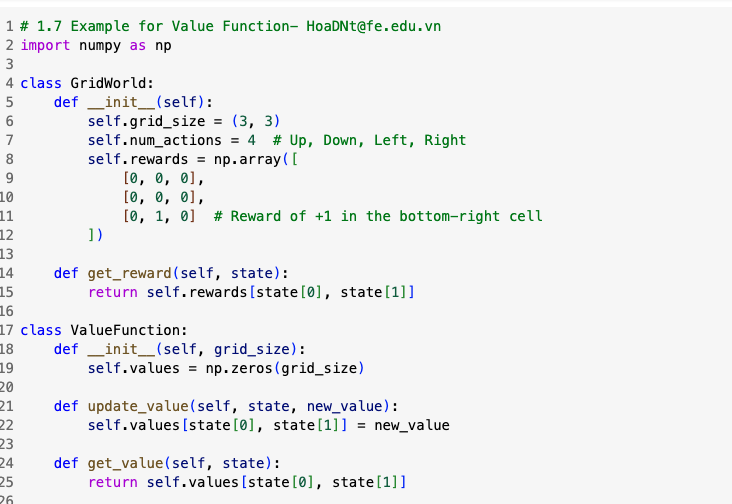 1 # 1.7 Example for Value Function- HoaDNt@fe.edu.vn
2 import numpy as np
3
4 class GridWorld:
5     def __init__(self):
6         self.grid_size = (3, 3)
7         self.num_actions = 4  # Up, Down, Left, Right
8         self.rewards = np.array([
9             [0, 0, 0],
10             [0, 0, 0],
11             [0, 1, 0]  # Reward of +1 in the bottom-right cell
12         ])
13
14     def get_reward(self, state):
15         return self.rewards[state[0], state[1]]
16
17 class ValueFunction:
18     def __init__(self, grid_size):
19         self.values = np.zeros(grid_size)
20
21     def update_value(self, state, new_value):
22         self.values[state[0], state[1]] = new_value
23
24     def get_value(self, state):
25         return self.values[state[0], state[1]]
26